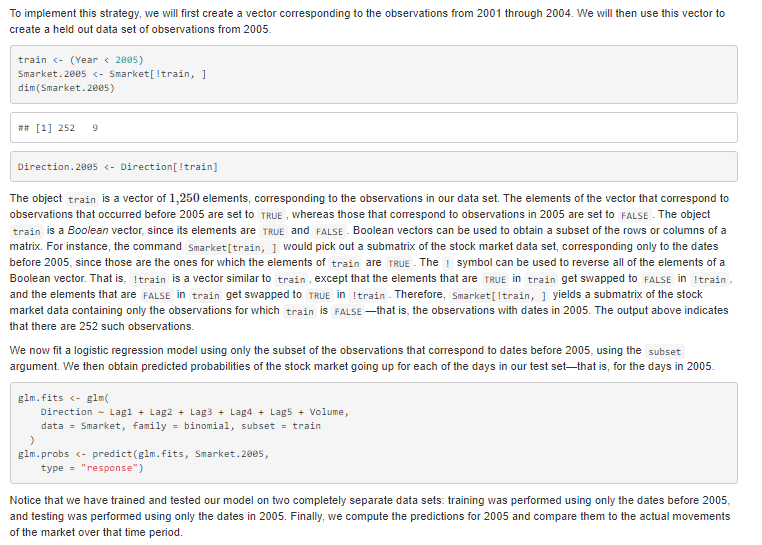 To implement this strategy, we will first create a vector corresponding to the observations from 2001 through 2004. We will then use this vector to
create a held out data set of observations from 2005.
train <- (Year < 2005)
Smarket.2005 <- Smarket[!train, ]
dim(Smarket.2005)
## [1] 252   9
Direction.2005 <- Direction[!train]
The object train is a vector of 1,250 elements, corresponding to the observations in our data set. The elements of the vector that correspond to
observations that occurred before 2005 are set to TRUE , whereas those that correspond to observations in 2005 are set to FALSE . The object
train is a Boolean vector, since its elements are TRUE and FALSE . Boolean vectors can be used to obtain a subset of the rows or columns of a
matrix. For instance, the command Smarket[train, ] would pick out a submatrix of the stock market data set, corresponding only to the dates
before 2005, since those are the ones for which the elements of train are TRUE . The ! symbol can be used to reverse all of the elements of a
Boolean vector. That is, !train is a vector similar to train , except that the elements that are TRUE in train get swapped to FALSE in !train ,
and the elements that are FALSE in train get swapped to TRUE in !train . Therefore, Smarket[!train, ] yields a submatrix of the stock
market data containing only the observations for which train is FALSE —that is, the observations with dates in 2005. The output above indicates
that there are 252 such observations.
We now fit a logistic regression model using only the subset of the observations that correspond to dates before 2005, using the subset
argument. We then obtain predicted probabilities of the stock market going up for each of the days in our test set—that is, for the days in 2005.
glm.fits <- glm(
    Direction ~ Lag1 + Lag2 + Lag3 + Lag4 + Lag5 + Volume,
    data = Smarket, family = binomial, subset = train
  )
glm.probs <- predict(glm.fits, Smarket.2005,
    type = "response")
Notice that we have trained and tested our model on two completely separate data sets: training was performed using only the dates before 2005,
and testing was performed using only the dates in 2005. Finally, we compute the predictions for 2005 and compare them to the actual movements
of the market over that time period.